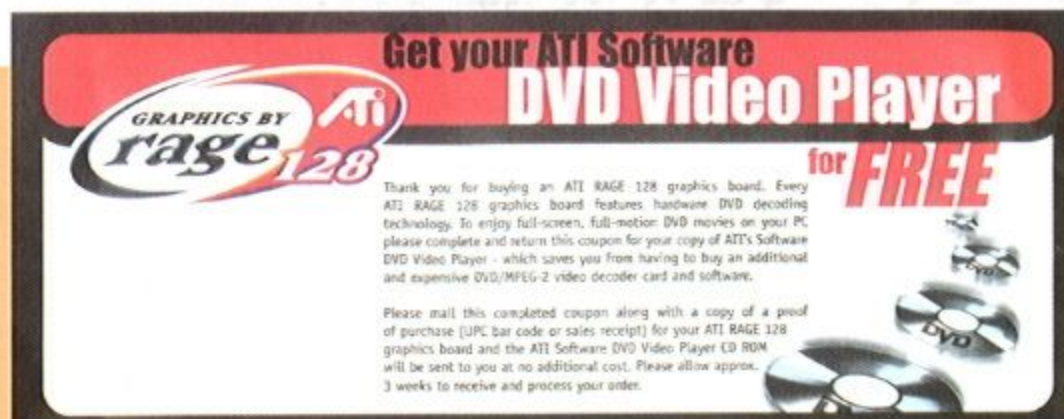 Get your ATI Software
DVD Video Player
for FREE
GRAPHICS BY
ATi
rage
128
Thank you for buying an ATI RAGE 128 graphics board. Every
ATI RAGE 128 graphics board features hardware DVD decoding
technology. To enjoy full-screen, full-motion DVD movies on your PC
please complete and return this coupon for your copy of ATI's Software
DVD Video Player - which saves you from having to buy an additional
and expensive DVD/MPEG-2 video decoder card and software.
Please mail this completed coupon along with a copy of a proof
of purchase (UPC bar code or sales receipt) for your ATI RAGE 128
graphics board and the ATI Software DVD Video Player CD ROM
will be sent to you at no additional cost. Please allow approx.
3 weeks to receive and process your order.
DVD
DVD
DVD